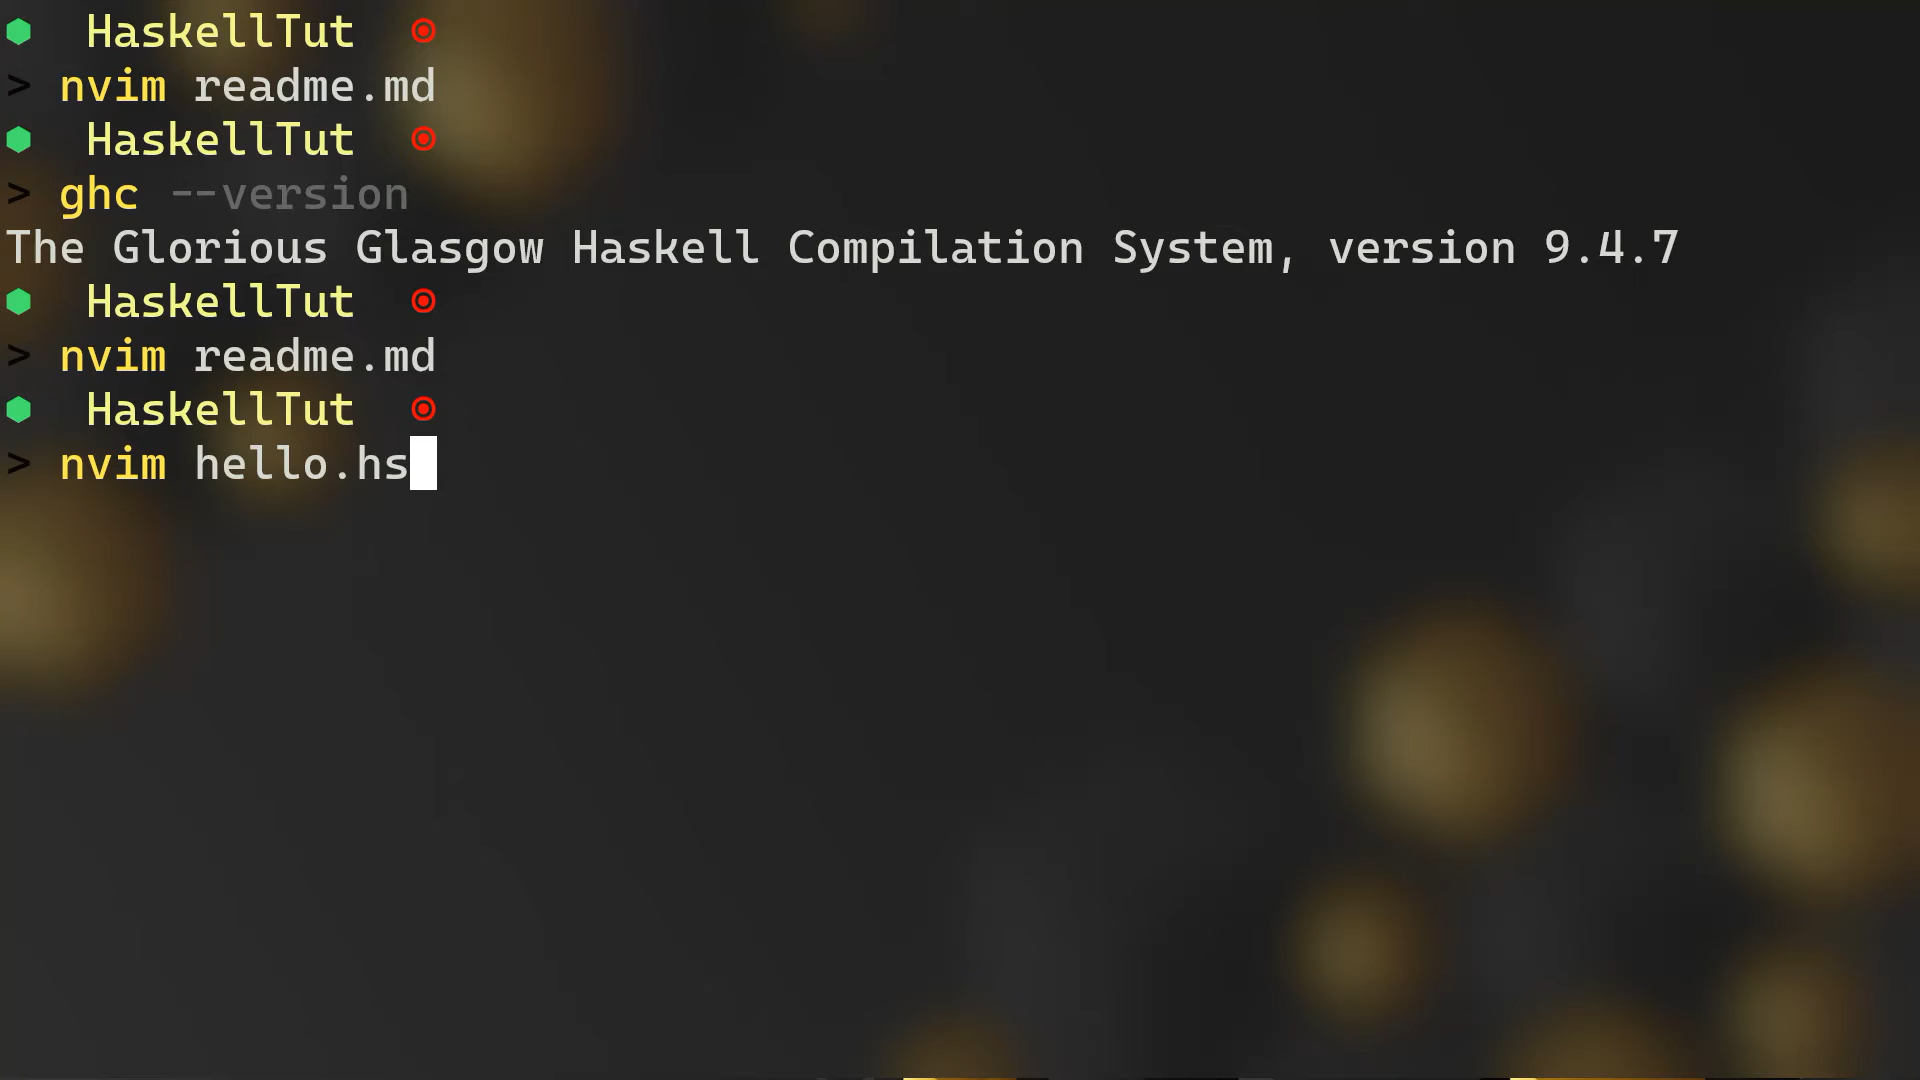 HaskellTut
> nvim readme.md
HaskellTut
> ghc --version
The Glorious Glasgow Haskell Compilation System, version 9.4.7
HaskellTut
> nvim readme.md
HaskellTut
> nvim hello.hs